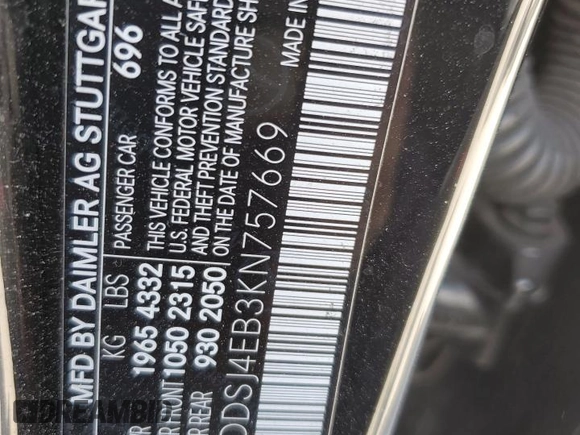 MFD BY DAIMLER AG STUTTGAR
696
KG LBS PASSENGER CAR
1965 4332 THIS VEHICLE CONFORMS TO ALL A
FRONT 1050 2315 U.S. FEDERAL MOTOR VEHICLE SAF
REAR 930 2050 AND THEFT PREVENTION STANDARD
ON THE DATE OF MANUFACTURE SH
MADE IN
DDSJ4EB3KN757669
DREAMBID